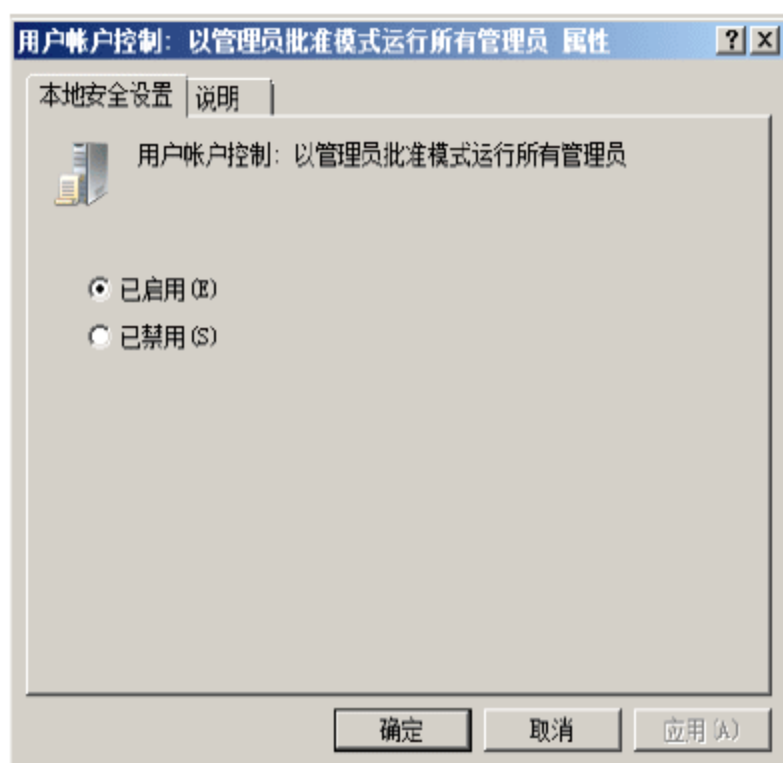 用户帐户控制: 以管理员批准模式运行所有管理员 属性
本地安全设置 说明
用户帐户控制: 以管理员批准模式运行所有管理员
已启用(E)
已禁用(S)
确定 取消 应用(A)